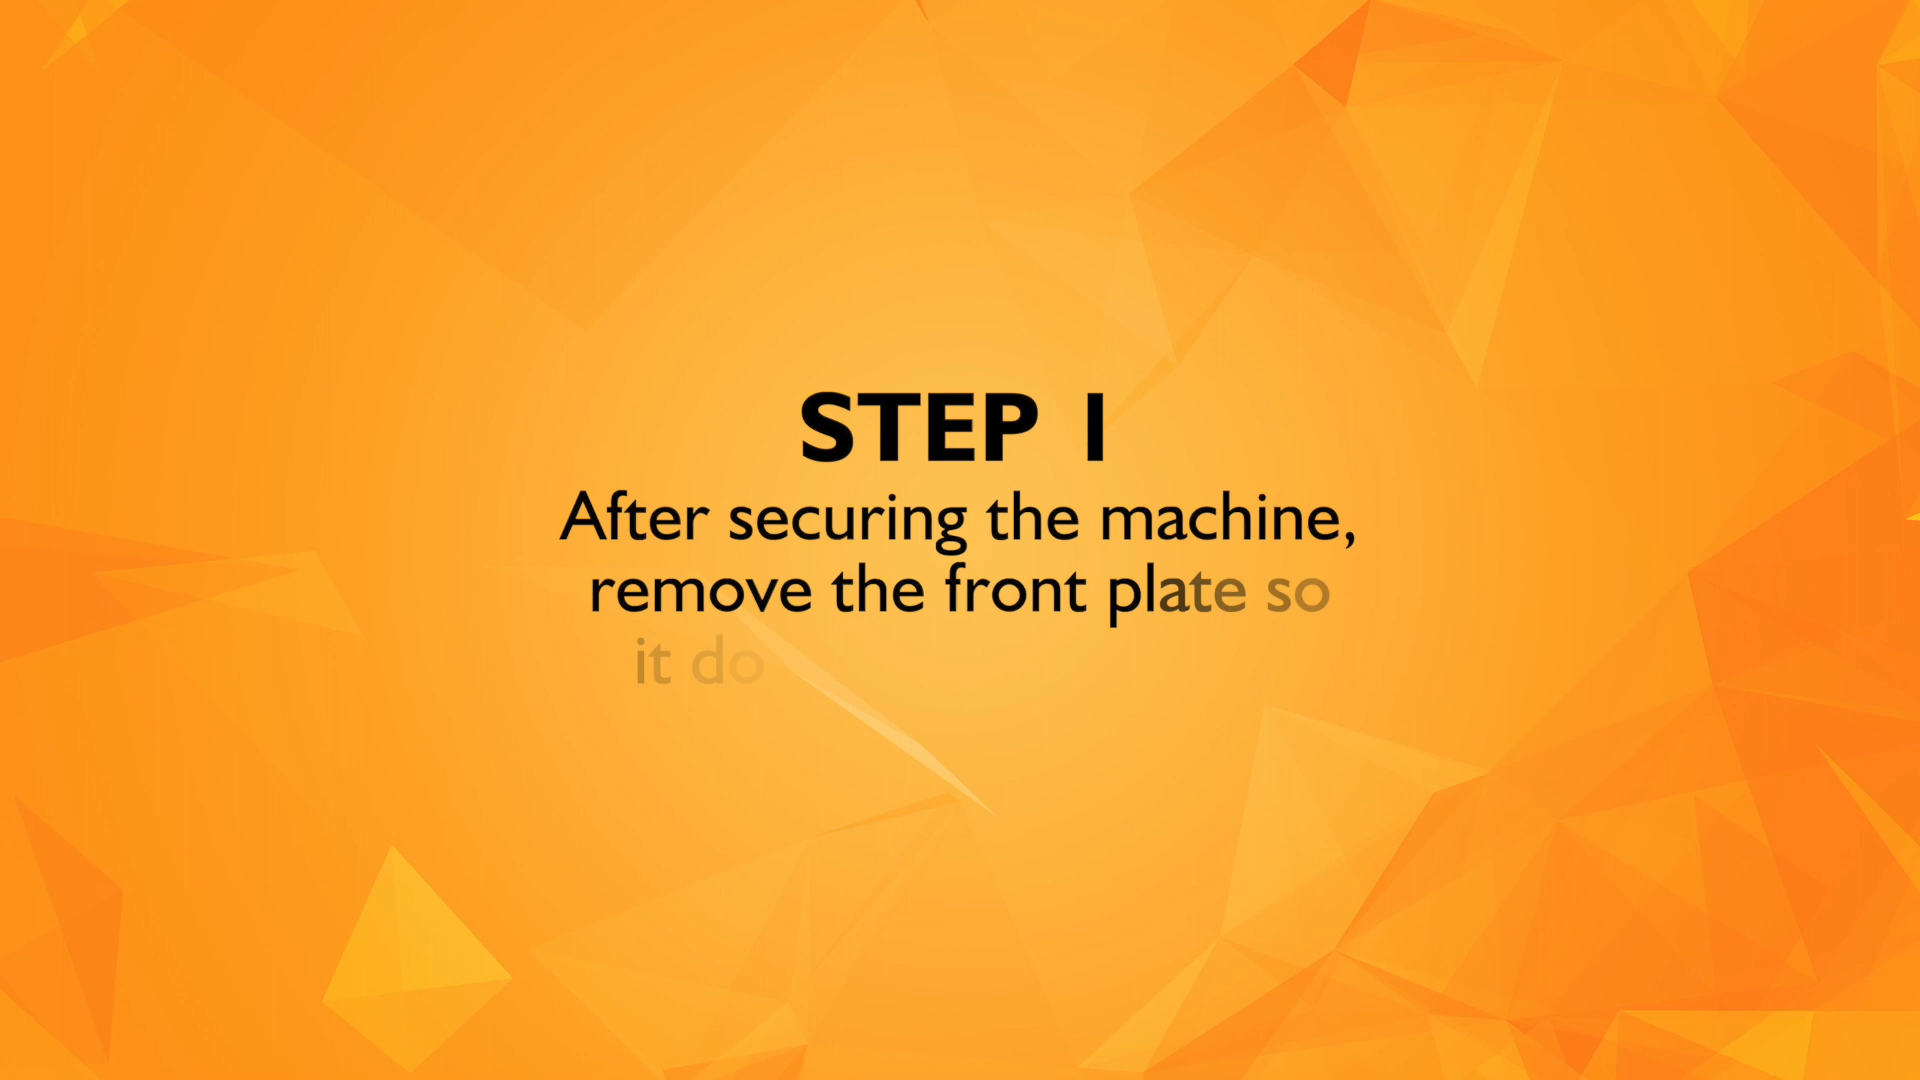 STEP 1
After securing the machine,
remove the front plate so
it do